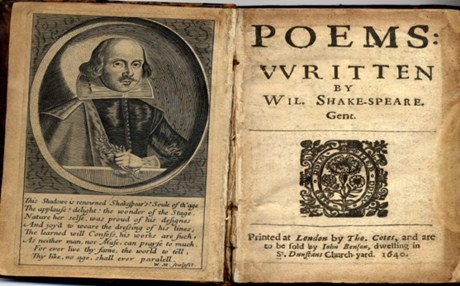 This Shadowe is renowned Shakespear's? Soule of th'age
The applause? delight? the wonder of the Stage.
Nature her selfe, was proud of his designes
And joy'd to weare the dressing of his lines;
The learned will Confess, his works are such,
As neither man, nor Muse, can prayse to much.
For ever live thy fame, the world to tell,
Thy like, no age, shall ever paralell.
W. M. sculpsit.
POEMS:
VVRITTEN
BY
WIL. SHAKE-SPEARE.
Gent.
Printed at London by Tho. Cotes, and are
to be sold by Iohn Benson, dwelling in
St. Dunstans Church-yard. 1640.